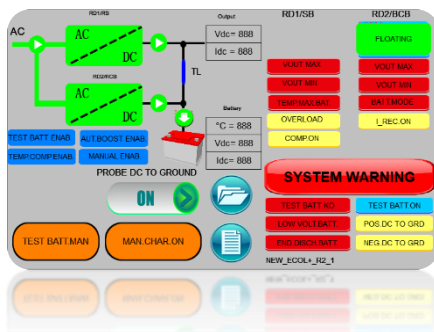 RD1/RS
Output
RD1/SB
RD2/BCB
AC
AC
DC
Vdc = 888
Idc = 888
FLOATING
TL
VOUT MAX
VOUT MAX
RD2/BCB
VOUT MIN
VOUT MIN
AC
DC
TEMP.MAX.BAT.
BATT.MODE
Battery
OVERLOAD
I_REC.ON
°C = 888
TEST BATT ENAB.
AUT.BOOST ENAB.
COMP.ON
Vdc= 888
TEMP.COMP.ENAB.
MANUAL ENAB.
Idc= 888
PROBE DC TO GROUND
SYSTEM WARNING
ON
TEST BATT KO
TEST BATT.ON
LOW VOLT.BATT.
POS.DC TO GRD
TEST BATT.MAN
MAN.CHAR.ON
END DISCH.BATT.
NEG.DC TO GRD
NEW_ECOL+_R2_1